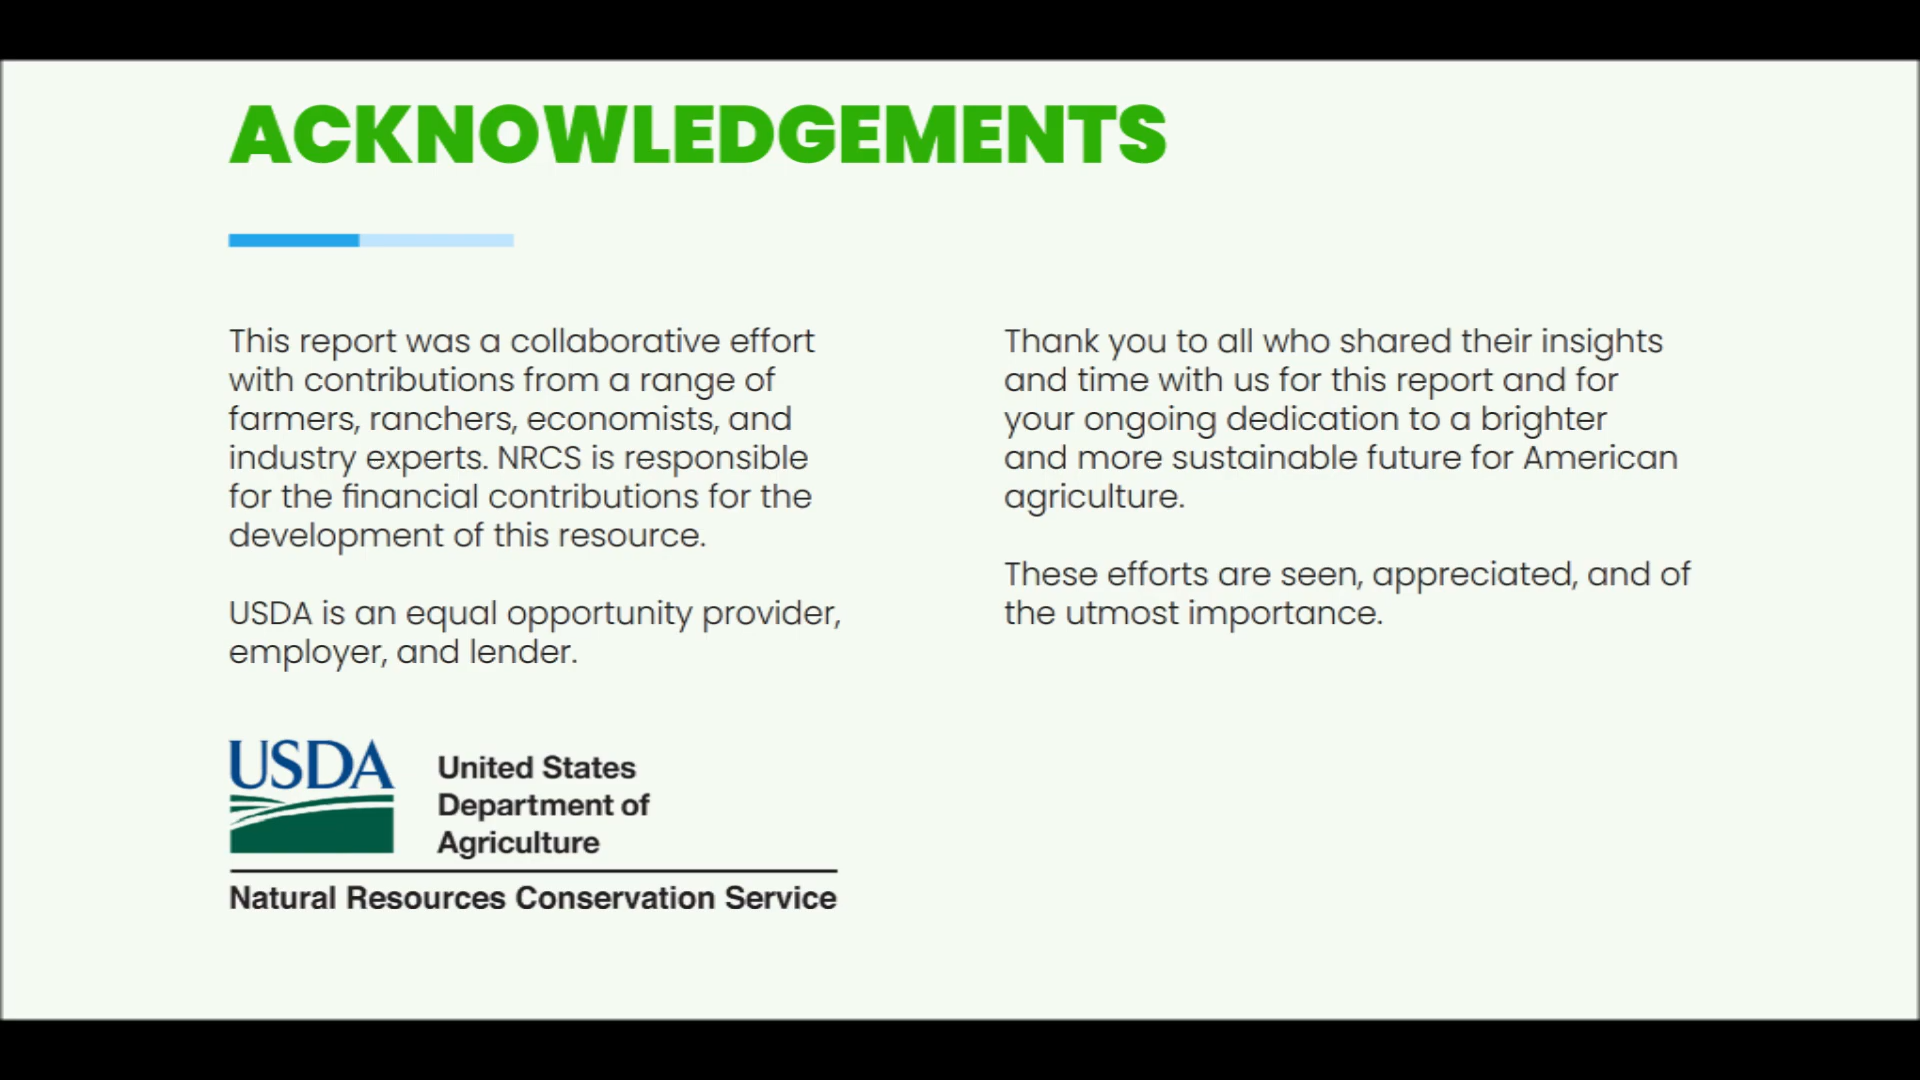 ACKNOWLEDGEMENTS
This report was a collaborative effort
with contributions from a range of
farmers, ranchers, economists, and
industry experts. NRCS is responsible
for the financial contributions for the
development of this resource.
USDA is an equal opportunity provider,
employer, and lender.
USDA
United States
Department of
Agriculture
Natural Resources Conservation Service
Thank you to all who shared their insights
and time with us for this report and for
your ongoing dedication to a brighter
and more sustainable future for American
agriculture.
These efforts are seen, appreciated, and of
the utmost importance.